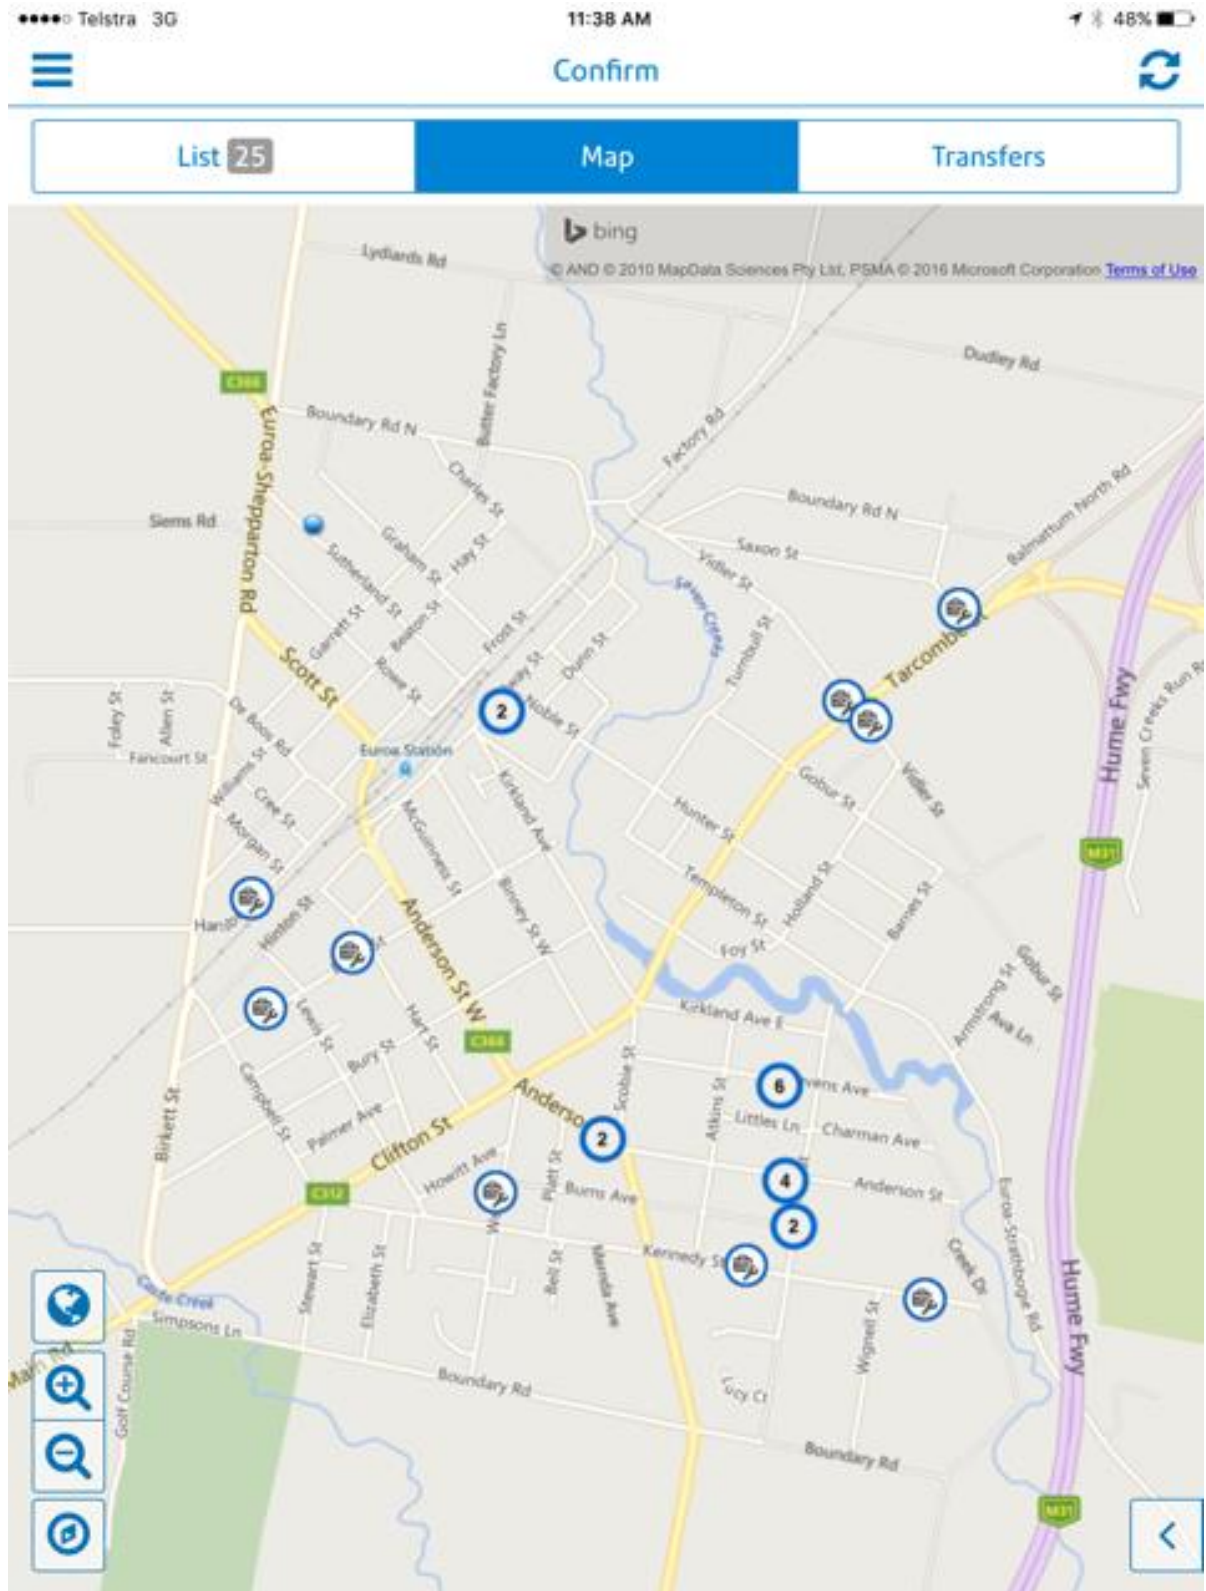 Telstra 3G
11:38 AM
48%
Confirm
List 25
Map
Transfers
bing
© AND © 2010 MapData Sciences Pty Ltd, PSMA © 2016 Microsoft Corporation Terms of Use
Lydiards Rd
Butter Factory Ln
Dudley Rd
C366
Euroa-Shepparton Rd
Boundary Rd N
Factory Rd
Charles St
Boundary Rd N
Balmattum North Rd
Siems Rd
Graham St
Hay St
Saxon St
Vidler St
Sutherland St
Seven Creeks
Garrett St
Beaton St
Frost St
Turnbull St
Tarcombe
Durin St
Rowe St
Scott St
Hume Fwy
Seven Creeks Run R
Foley St
Allen St
De Boos Rd
2
Noble St
Euroa Station
Fancourt St
Williams St
Kirkland Ave
Gobur St
Vidler St
Cree St
Hunter St
McGuinness St
Morgan St
M31
Templeton St
Holland St
Barnes St
Binney St W
Hinton St
Anderson St W
Foy St
Gobur St
Armstrong St
Lewis St
Hart St
Kirkland Ave E
Ava Ln
C366
Bury St
Scobie St
Campbell St
Atkins St
6
vens Ave
Anderso
Palmer Ave
Littles Ln
Charman Ave
Birkett St
Clifton St
2
Howitt Ave
Platt St
4
Anderson St
C312
Burns Ave
2
Euroa-Strathbogie Rd
Kennedy St
Creek Dr
Stewart St
Elizabeth St
Bell St
Marinda Ave
Hume Fwy
Castle Creek
Simpsons Ln
Wignell St
Main Rd
Golf Course Rd
Boundary Rd
Lucy Ct
Boundary Rd
M31